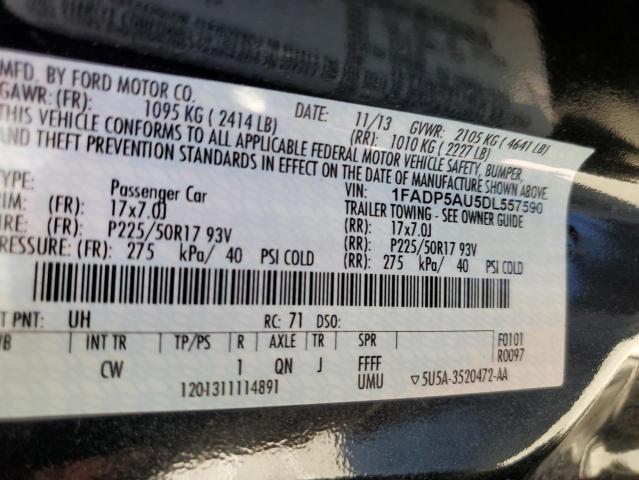 MFD. BY FORD MOTOR CO.
DATE: 11/13 GVWR: 2105 KG ( 4641 LB)
GAWR: (FR): 1095 KG ( 2414 LB) (RR): 1010 KG ( 2227 LB)
THIS VEHICLE CONFORMS TO ALL APPLICABLE FEDERAL MOTOR VEHICLE SAFETY, BUMPER,
AND THEFT PREVENTION STANDARDS IN EFFECT ON THE DATE OF MANUFACTURE SHOWN ABOVE.
VIN: 1FADP5AU5DL557590
TYPE: Passenger Car TRAILER TOWING - SEE OWNER GUIDE
RIM: (FR): 17x7.0J (RR): 17x7.0J
IRE: P225/50R17 93V (RR): P225/50R17 93V
RESSURE: (FR): 275 kPa/ 40 PSI COLD (RR): 275 kPa/ 40 PSI COLD
T PNT: UH RC: 71 DSO:
INT TR TP/PS R AXLE TR SPR F0101
CW 1 QN J FFFF R0097
UMU
1201311114891 ▽5U5A-3520472-AA